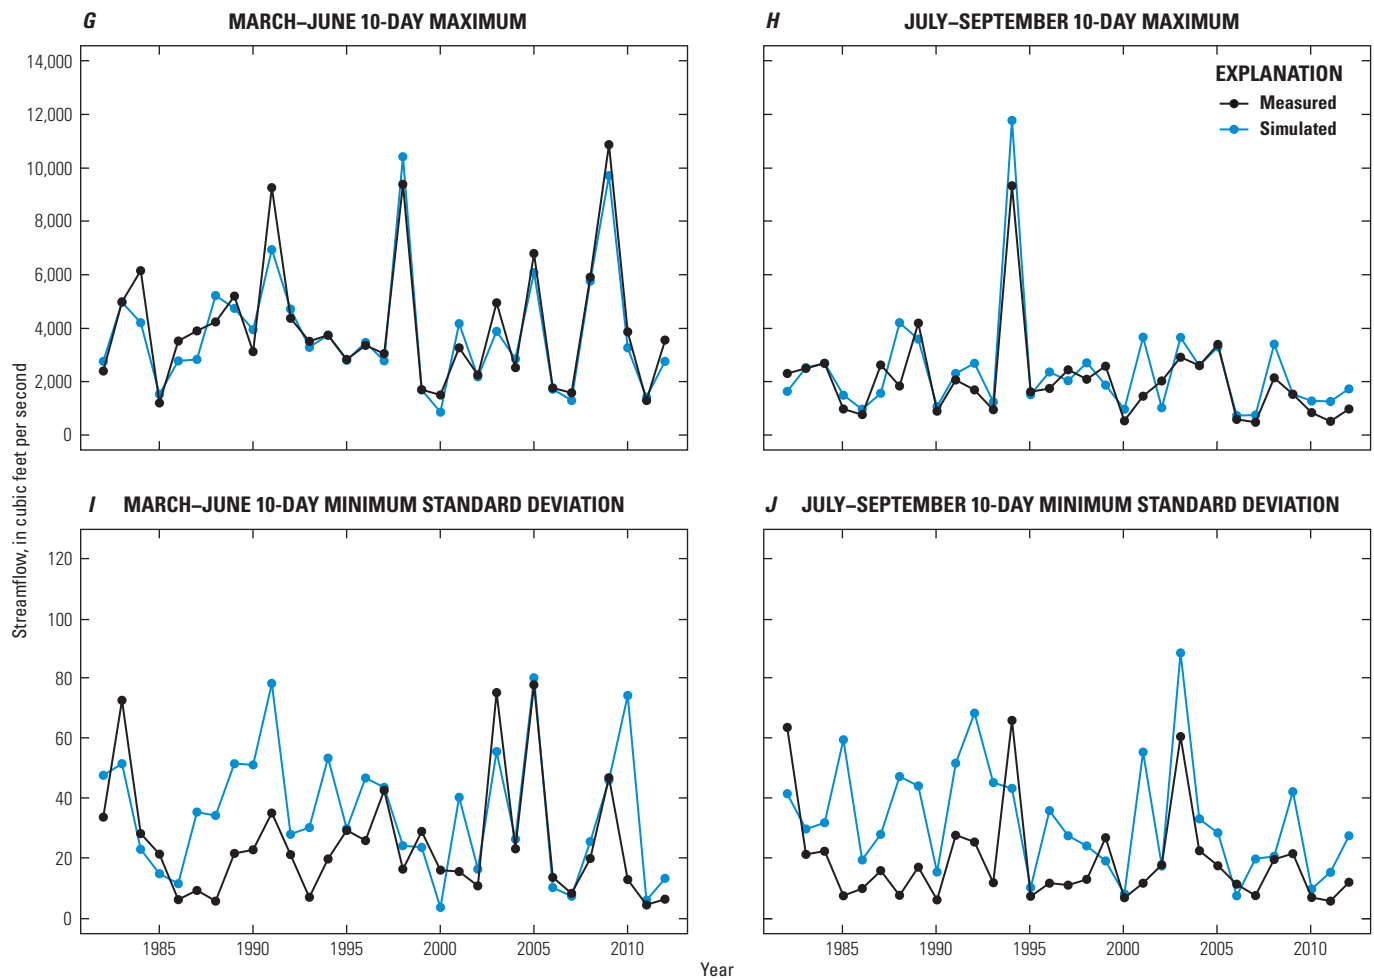 G MARCH–JUNE 10-DAY MAXIMUM
H JULY–SEPTEMBER 10-DAY MAXIMUM
14,000
12,000
10,000
8,000
6,000
4,000
2,000
0
EXPLANATION
Measured
Simulated
Streamflow, in cubic feet per second
I MARCH–JUNE 10-DAY MINIMUM STANDARD DEVIATION
J JULY–SEPTEMBER 10-DAY MINIMUM STANDARD DEVIATION
120
100
80
60
40
20
0
1985 1990 1995 2000 2005 2010
1985 1990 1995 2000 2005 2010
Year